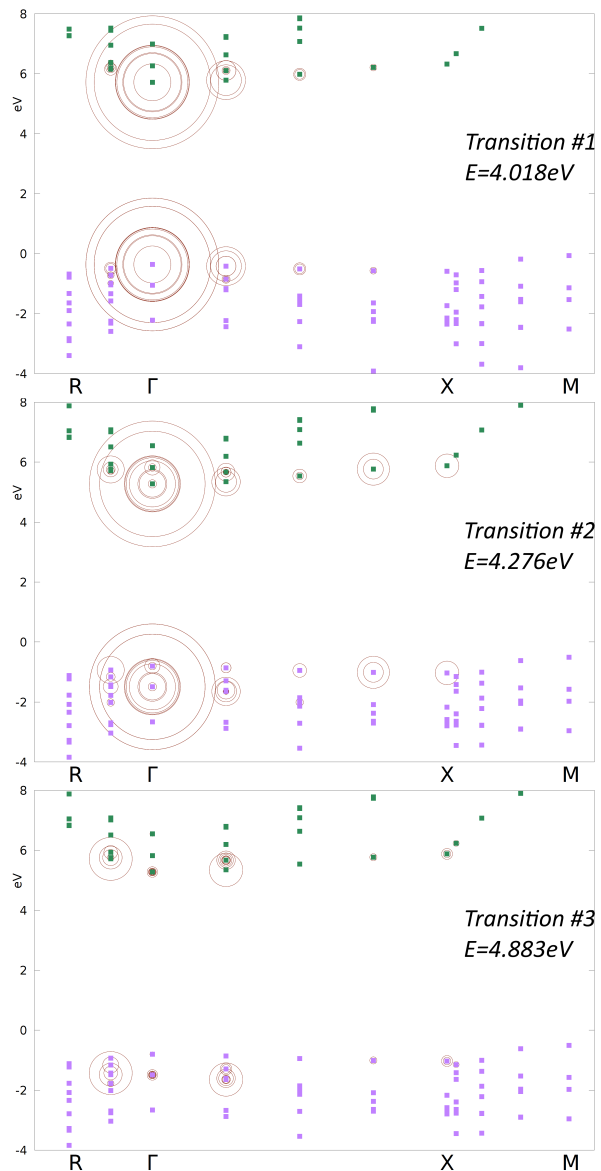 8
6
eV
4
2
0
-2
-4
Transition #1
E=4.018eV
R Γ X M
8
6
eV
4
2
0
-2
-4
Transition #2
E=4.276eV
R Γ X M
8
6
eV
4
2
0
-2
-4
Transition #3
E=4.883eV
R Γ X M